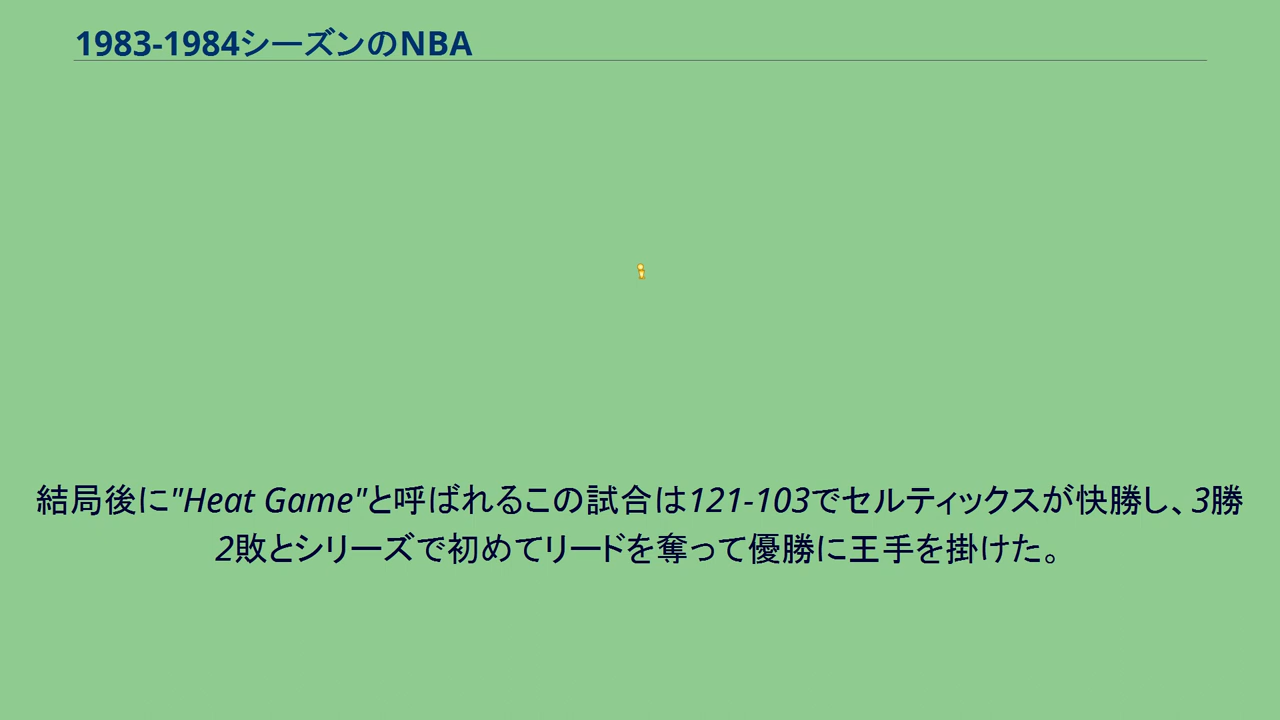 1983-1984シーズンのNBA
結局後に"Heat Game"と呼ばれるこの試合は121-103でセルティックスが快勝し、3勝
2敗とシリーズで初めてリードを奪って優勝に王手を掛けた。